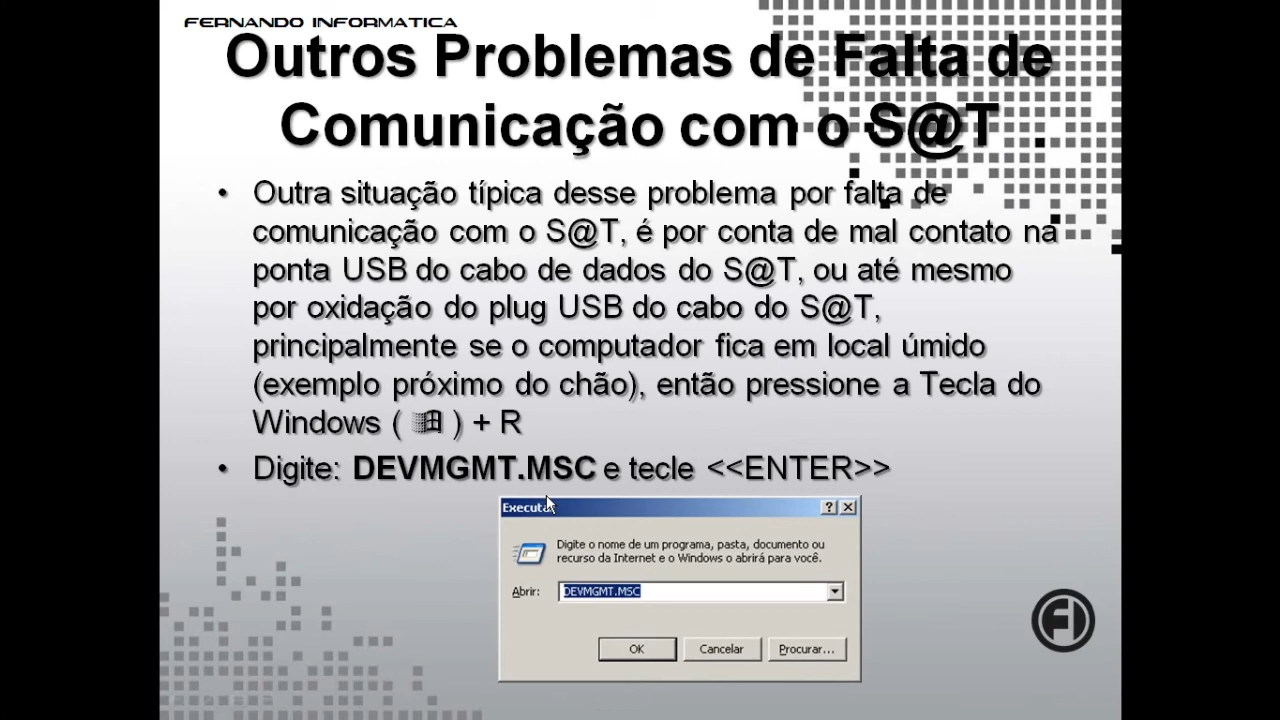 FERNANDO INFORMATICA
Outros Problemas de Falta de
Comunicação com o S@T .
• Outra situação típica desse problema por falta de
comunicação com o S@T, é por conta de mal contato na
ponta USB do cabo de dados do S@T, ou até mesmo
por oxidação do plug USB do cabo do S@T,
principalmente se o computador fica em local úmido
(exemplo próximo do chão), então pressione a Tecla do
Windows ( ) + R
• Digite: DEVMGMT.MSC e tecle <<ENTER>>
Executar
Digite o nome de um programa, pasta, documento ou
recurso da Internet e o Windows o abrirá para você.
Abrir: DEVMGMT.MSC
OK Cancelar Procurar...
FI